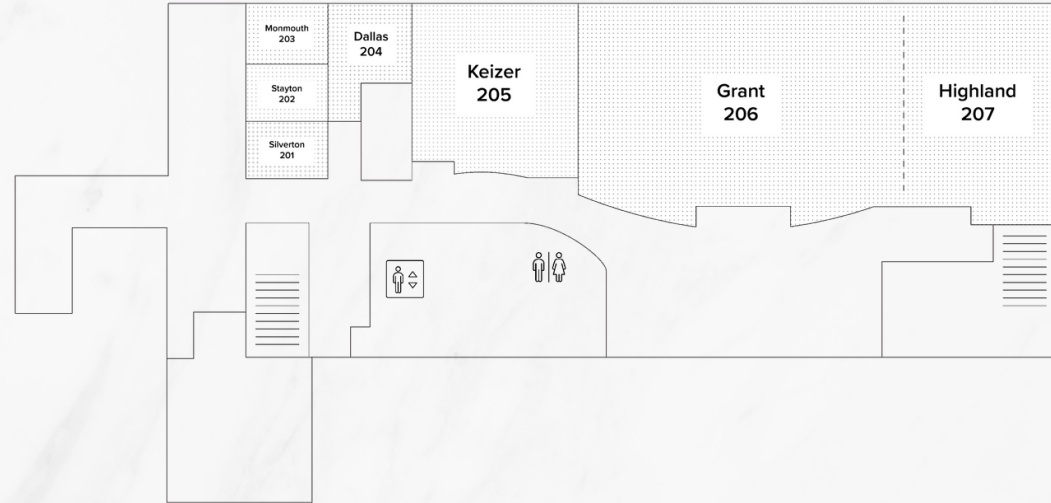 Monmouth
203
Dallas
204
Stayton
202
Silverton
201
Keizer
205
Grant
206
Highland
207